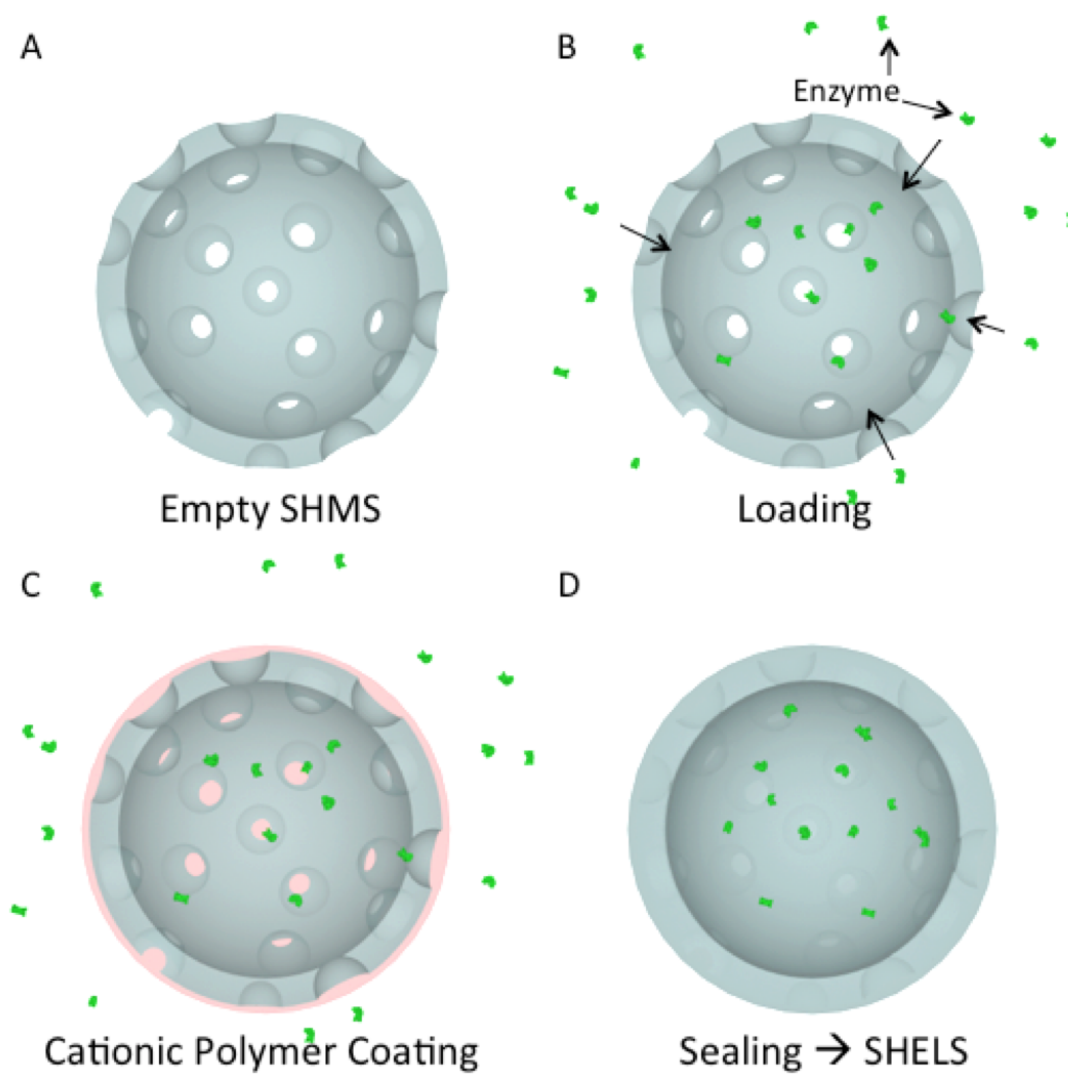 A
B
Enzyme
Empty SHMS
Loading
C
D
Cationic Polymer Coating
Sealing → SHELS